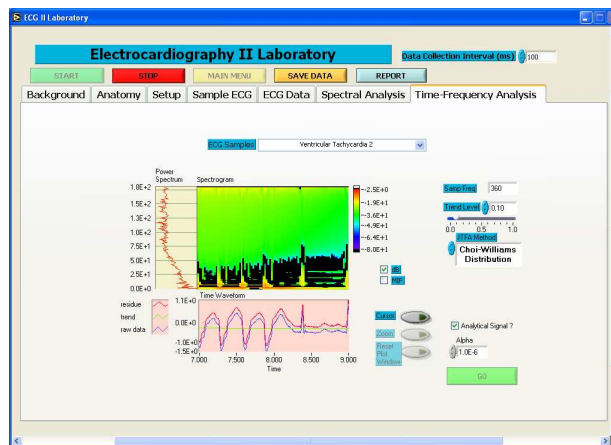 ECG II Laboratory
Electrocardiography II Laboratory
Data Collection Interval (ms) 100
START STOP MAIN MENU SAVE DATA REPORT
Background Anatomy Setup Sample ECG ECG Data Spectral Analysis Time-Frequency Analysis
ECG Samples Ventricular Tachycardia 2
Power
Spectrum
Spectrogram
1.8E+2
1.5E+2
1.3E+2
1.0E+2
7.5E+1
5.0E+1
2.5E+1
0.0E+0
-2.5E+0
-1.9E+1
-3.6E+1
-4.9E+1
-6.4E+1
-8.0E+1
Samp Freq 360
Trend Level 0.10
0.0 0.5 1.0
JTFA Method
Choi-Williams
Distribution
dB
Time Waveform
residue
trend
raw data
1.1E+0
0.0E+0
-1.0E+0
-1.5E+0
7.000 7.500 8.000 8.500 9.000
Time
Cursor
Zoom
Reset
Plot
Window
Analytical Signal ?
Alpha
1.0E-6
GO